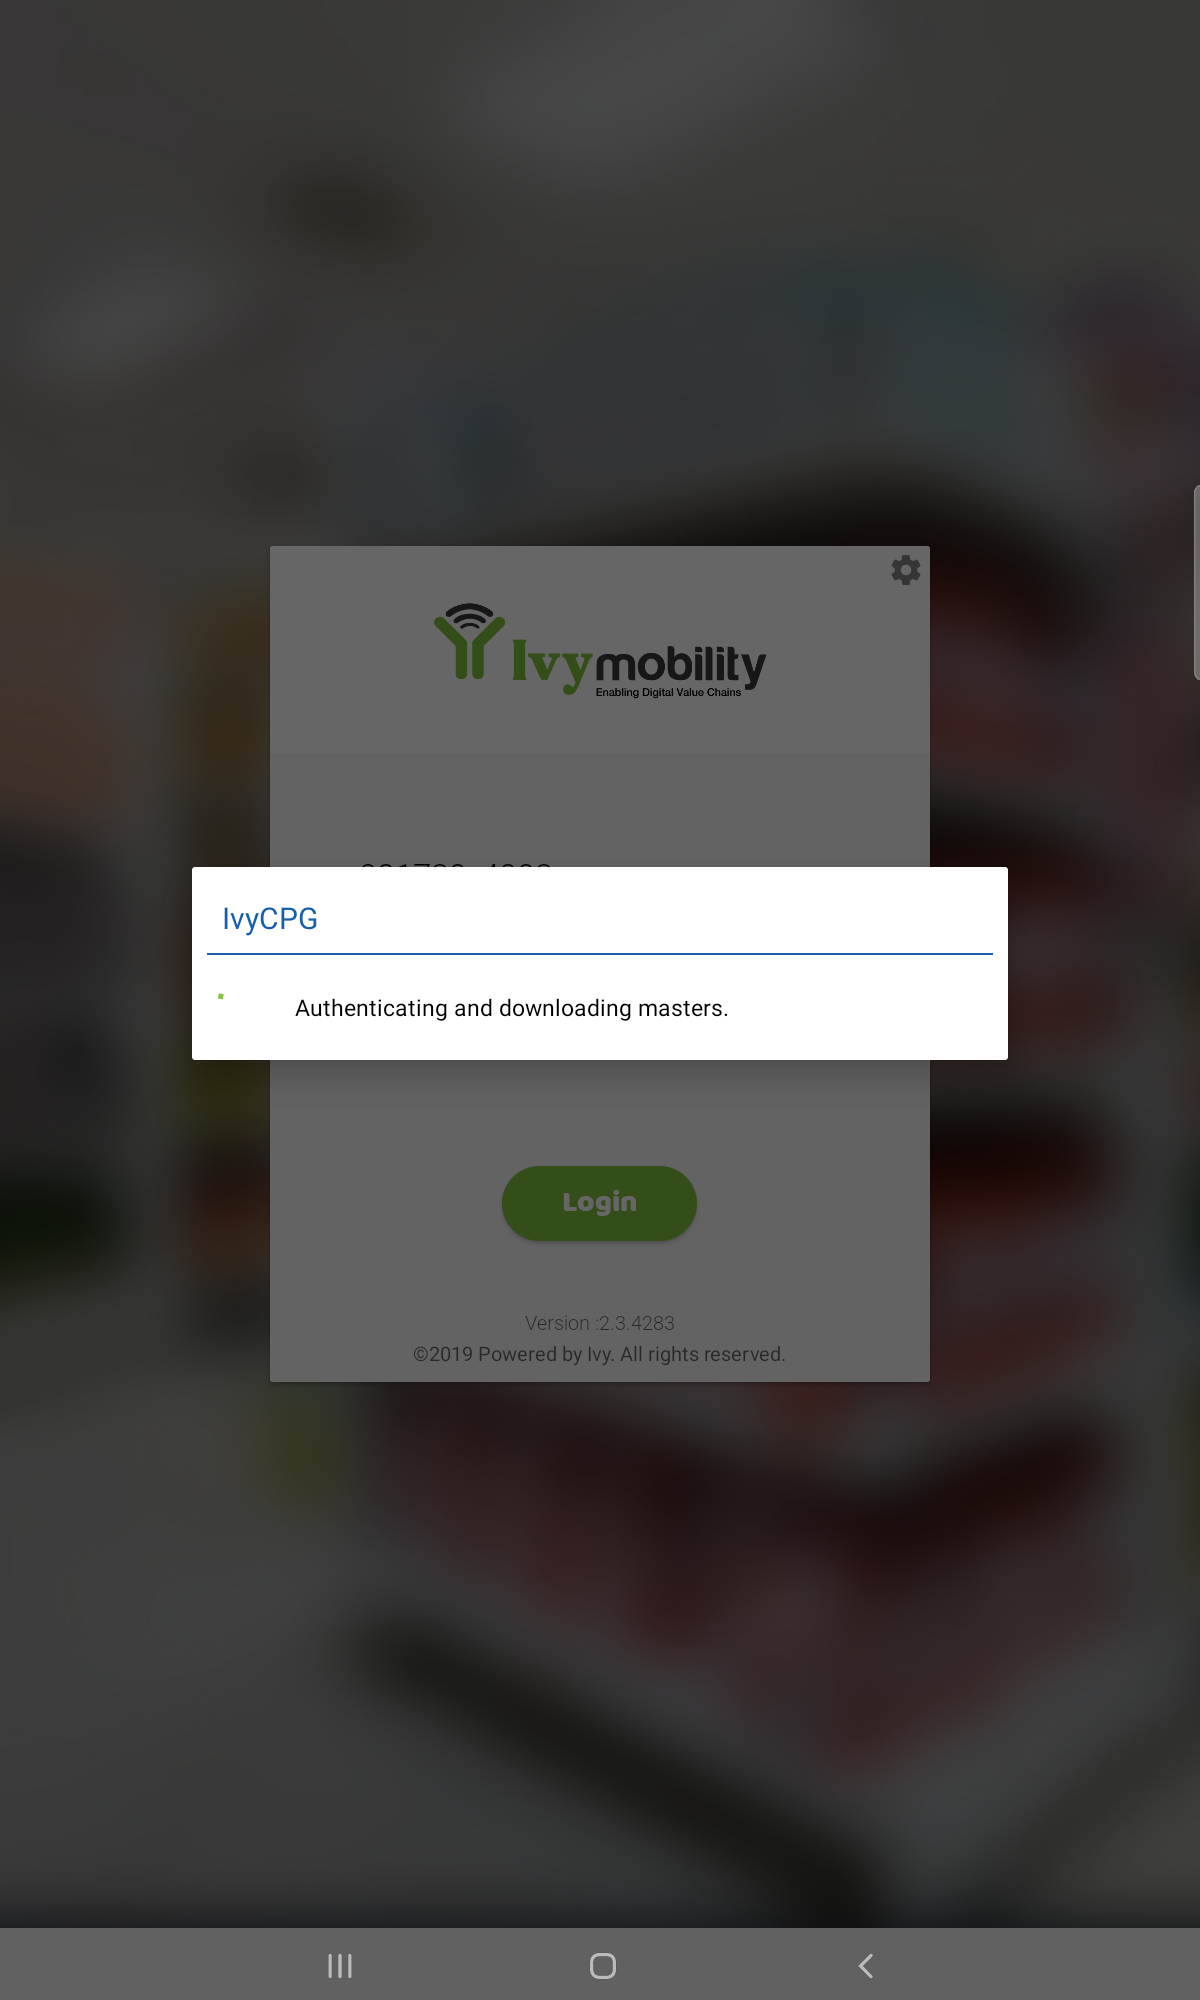 Ivymobility
Enabling Digital Value Chains
IvyCPG
Authenticating and downloading masters.
Login
Version :2.3.4283
©2019 Powered by Ivy. All rights reserved.